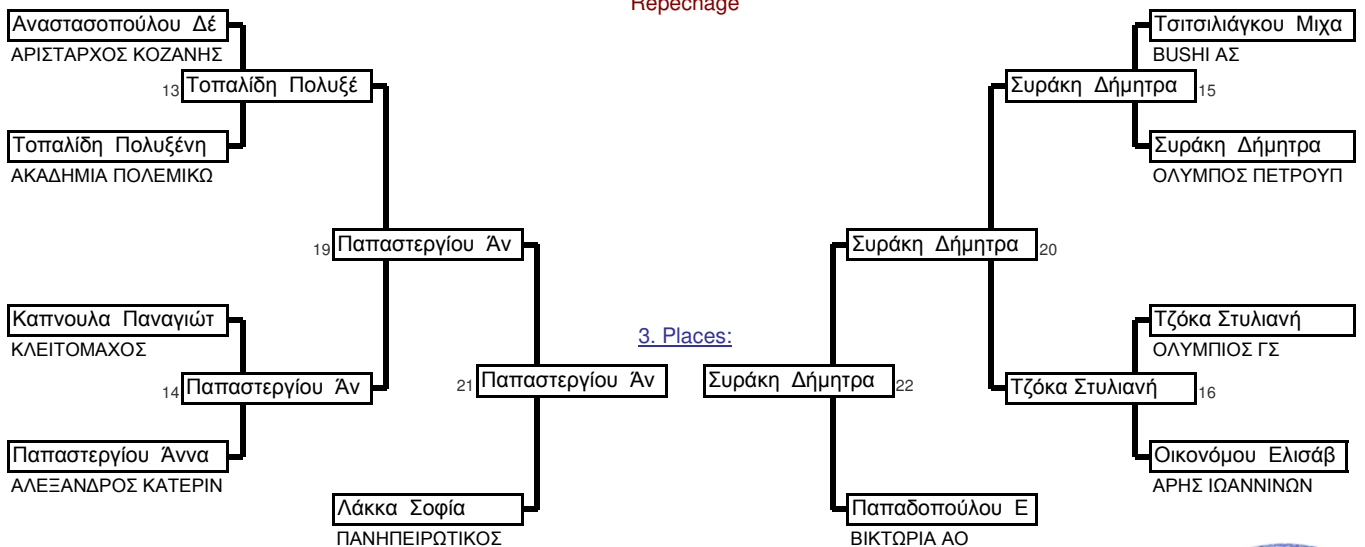 Repechage
Αναστασοπούλου Δέ
ΑΡΙΣΤΑΡΧΟΣ ΚΟΖΑΝΗΣ
13 Τοπαλίδη Πολυξέ
Τοπαλίδη Πολυξένη
ΑΚΑΔΗΜΙΑ ΠΟΛΕΜΙΚΩ
19 Παπαστεργίου Άν
Καπνουλα Παναγιώτ
ΚΛΕΙΤΟΜΑΧΟΣ
14 Παπαστεργίου Άν
Παπαστεργίου Άννα
ΑΛΕΞΑΝΔΡΟΣ ΚΑΤΕΡΙΝ
21 Παπαστεργίου Άν
Λάκκα Σοφία
ΠΑΝΗΠΕΙΡΩΤΙΚΟΣ
3. Places:
Τσιτσιλιάγκου Μιχα
BUSHI ΑΣ
Συράκη Δήμητρα 15
Συράκη Δήμητρα
ΟΛΥΜΠΟΣ ΠΕΤΡΟΥΠ
Συράκη Δήμητρα 20
Τζόκα Στυλιανή
ΟΛΥΜΠΙΟΣ ΓΣ
Συράκη Δήμητρα 22
Τζόκα Στυλιανή 16
Οικονόμου Ελισάβ
ΑΡΗΣ ΙΩΑΝΝΙΝΩΝ
Παπαδοπούλου Ε
ΒΙΚΤΩΡΙΑ ΑΟ